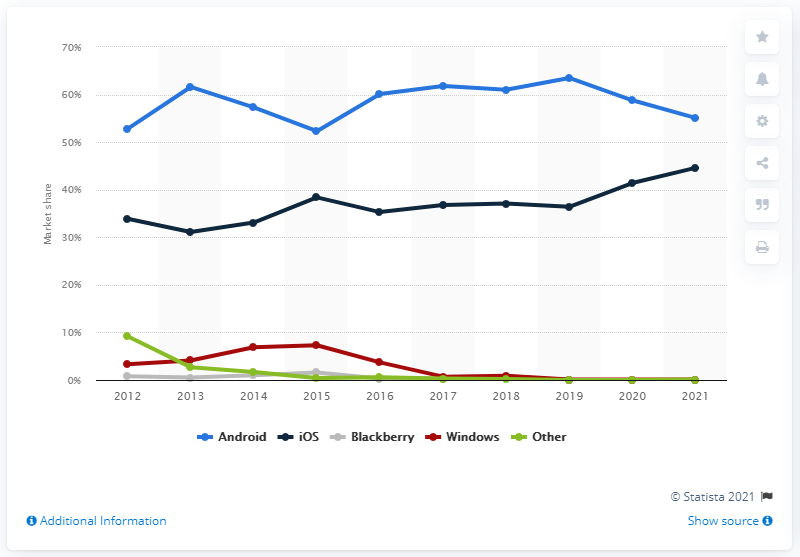 70%
60%
50%
40%
30%
20%
10%
0%
Market share
2012 2013 2014 2015 2016 2017 2018 2019 2020 2021
Android iOS Blackberry Windows Other
© Statista 2021
Additional Information Show source